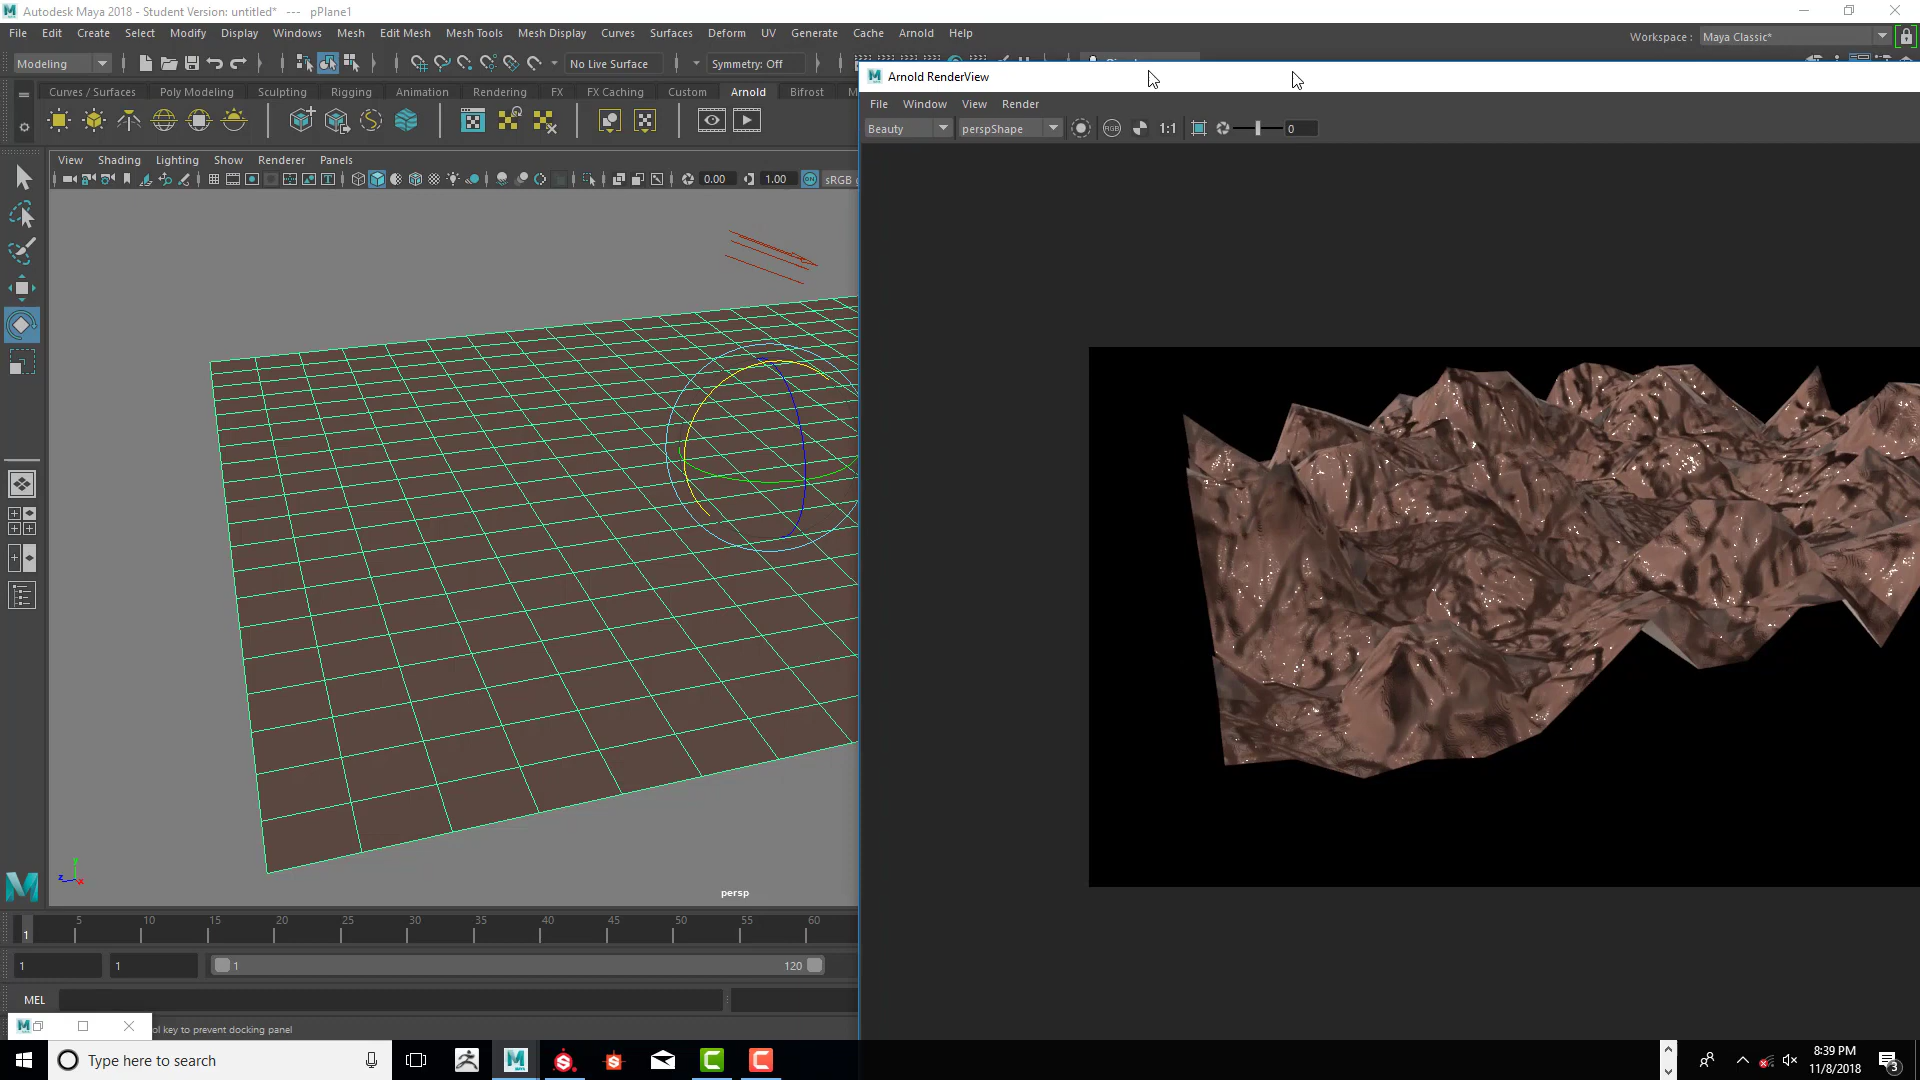 Autodesk Maya 2018 - Student Version: untitled*   ---   pPlane1
File Edit Create Select Modify Display Windows Mesh Edit Mesh Mesh Tools Mesh Display Curves Surfaces Deform UV Generate Cache Arnold Help
Workspace : Maya Classic*
Modeling No Live Surface Symmetry: Off
Curves / Surfaces Poly Modeling Sculpting Rigging Animation Rendering FX FX Caching Custom Arnold Bifrost M
Arnold RenderView
File Window View Render
Beauty perspShape RGB 1:1 0
View Shading Lighting Show Renderer Panels
0.00 1.00 ON sRGB
y
z x
persp
5 10 15 20 25 30 35 40 45 50 55 60
1
1 1 1 120
MEL
ol key to prevent docking panel
Type here to search
8:39 PM
11/8/2018
3